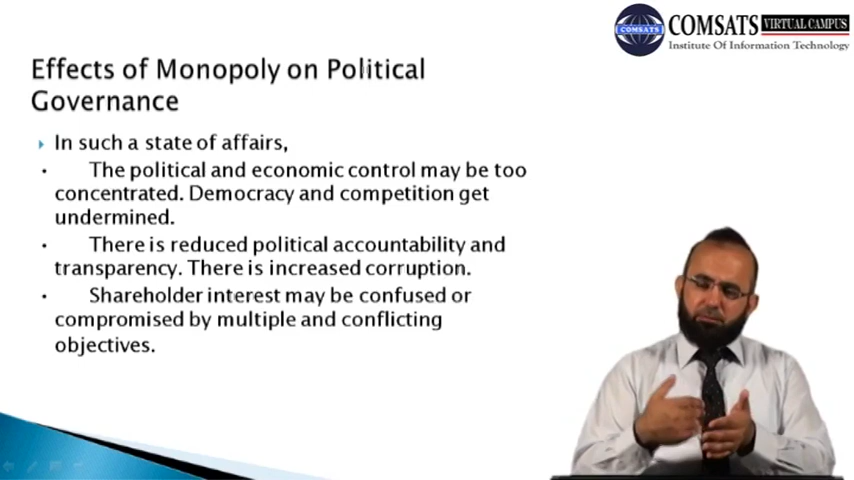 COMSATS VIRTUAL CAMPUS
COMSATS
Institute Of Information Technology
Effects of Monopoly on Political
Governance
In such a state of affairs,
• The political and economic control may be too
concentrated. Democracy and competition get
undermined.
• There is reduced political accountability and
transparency. There is increased corruption.
• Shareholder interest may be confused or
compromised by multiple and conflicting
objectives.